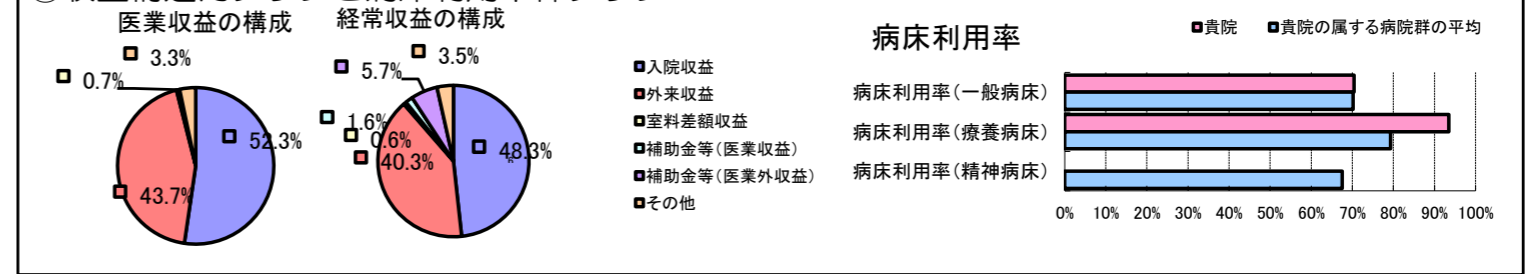 医業収益の構成
3.3%
0.7%
52.3%
43.7%
経常収益の構成
3.5%
5.7%
1.6%
0.6%
40.3%
48.3%
入院収益
外来収益
室料差額収益
補助金等(医業収益)
補助金等(医業外収益)
その他
病床利用率
貴院 貴院の属する病院群の平均
病床利用率(一般病床)
病床利用率(療養病床)
病床利用率(精神病床)
0% 10% 20% 30% 40% 50% 60% 70% 80% 90% 100%